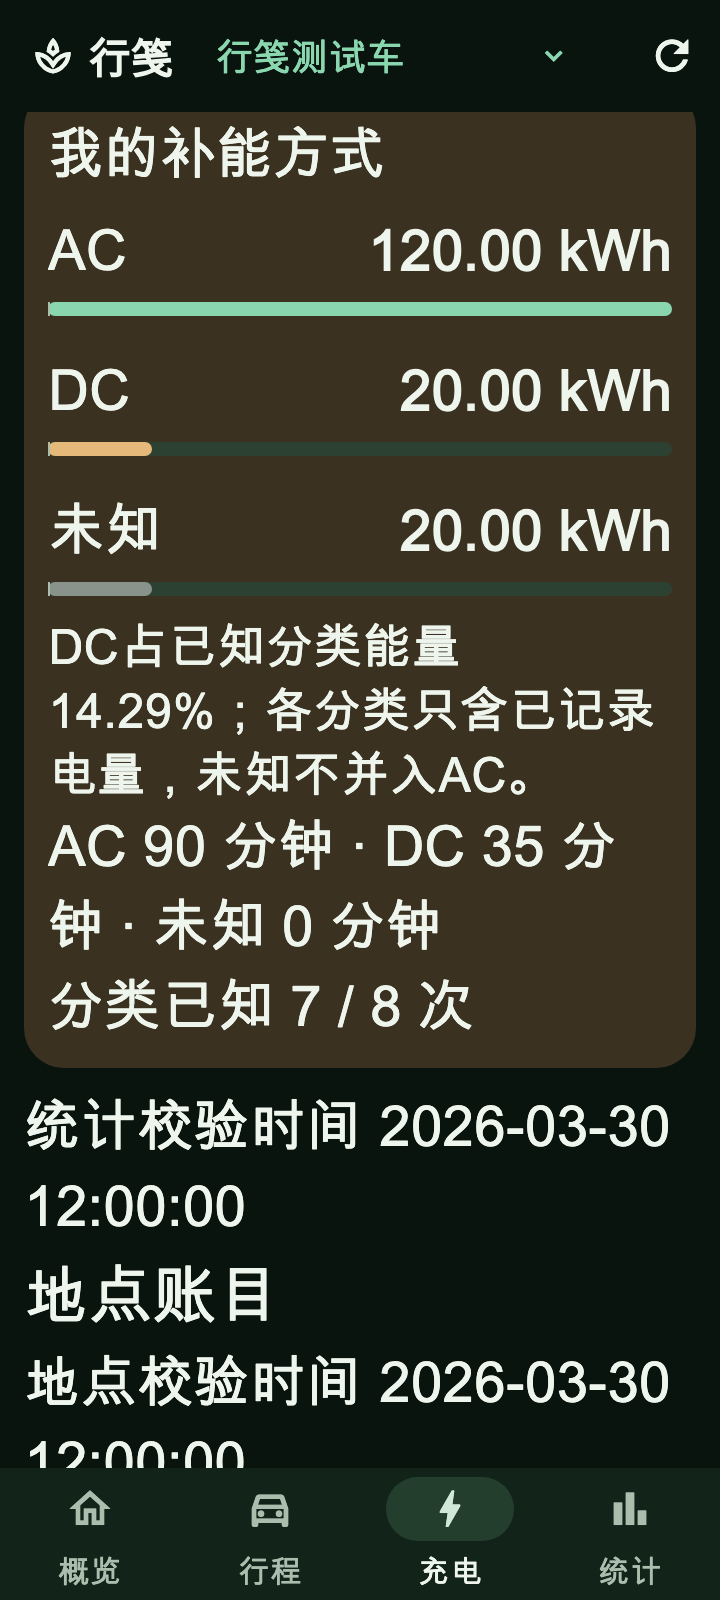 行笺
行笺测试车
我的补能方式
AC 120.00 kWh
DC 20.00 kWh
未知 20.00 kWh
DC占已知分类能量
14.29%；各分类只含已记录
电量，未知不并入AC。
AC 90 分钟 · DC 35 分
钟 · 未知 0 分钟
分类已知 7 / 8 次
统计校验时间 2026-03-30
12:00:00
地点账目
地点校验时间 2026-03-30
12:00:00
概览
行程
充电
统计